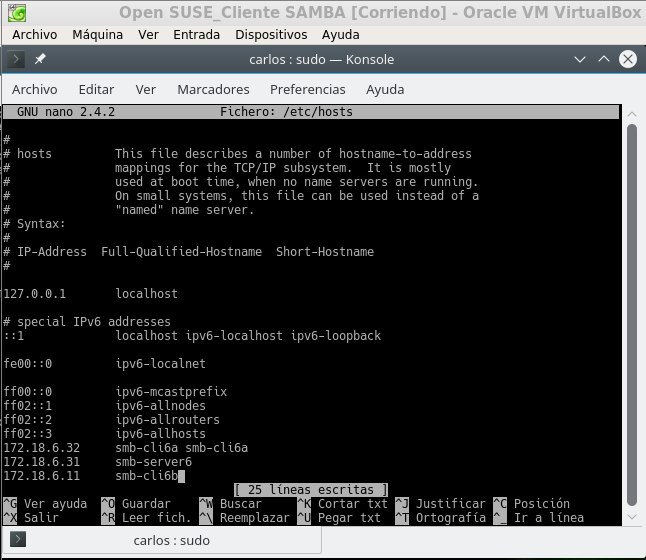 Open SUSE_Cliente SAMBA [Corriendo] - Oracle VM VirtualBox
Archivo Máquina Ver Entrada Dispositivos Ayuda
carlos : sudo — Konsole
Archivo Editar Ver Marcadores Preferencias Ayuda
GNU nano 2.4.2 Fichero: /etc/hosts
#
# hosts This file describes a number of hostname-to-address
# mappings for the TCP/IP subsystem. It is mostly
# used at boot time, when no name servers are running.
# On small systems, this file can be used instead of a
# "named" name server.
# Syntax:
#
# IP-Address Full-Qualified-Hostname Short-Hostname
#
127.0.0.1 localhost
# special IPv6 addresses
::1 localhost ipv6-localhost ipv6-loopback
fe00::0 ipv6-localnet
ff00::0 ipv6-mcastprefix
ff02::1 ipv6-allnodes
ff02::2 ipv6-allrouters
ff02::3 ipv6-allhosts
172.18.6.32 smb-cli6a smb-cli6a
172.18.6.31 smb-server6
172.18.6.11 smb-cli6b
[ 25 líneas escritas ]
^G Ver ayuda ^O Guardar ^W Buscar ^K Cortar txt ^J Justificar ^C Posición
^X Salir ^R Leer fich. ^\ Reemplazar ^U Pegar txt ^T Ortografía ^_ Ir a línea
carlos : sudo